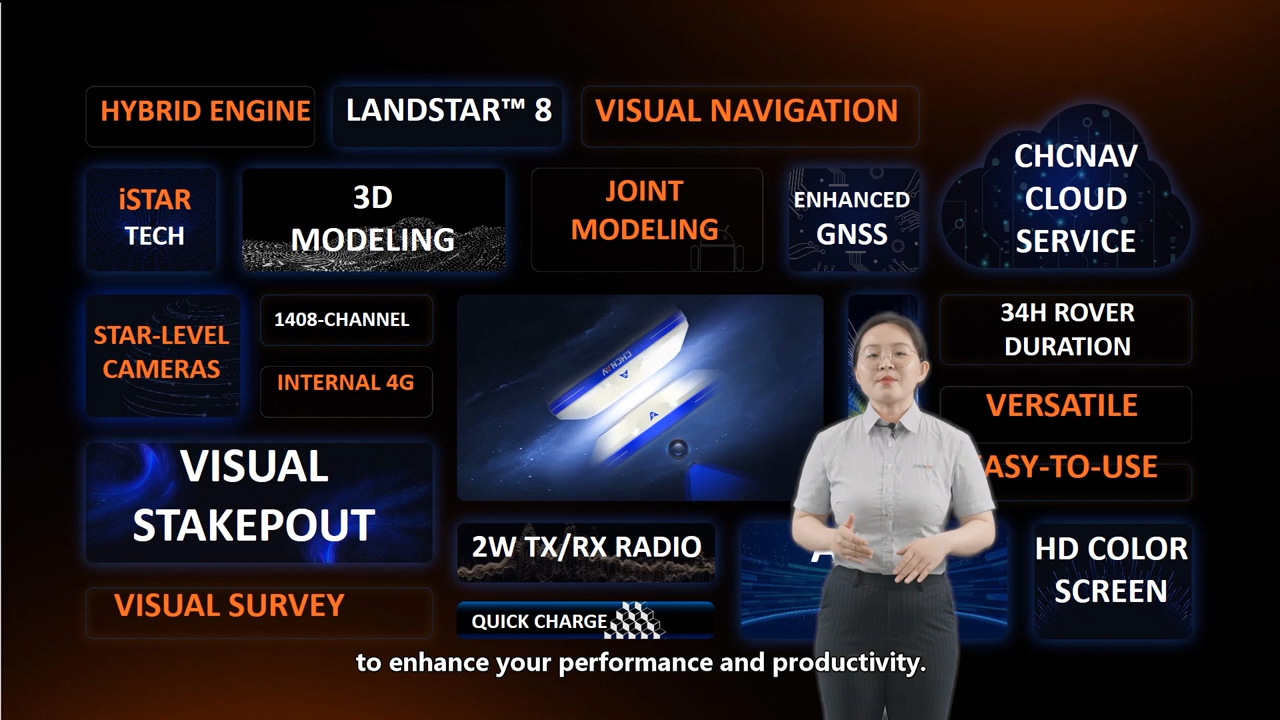 HYBRID ENGINE
LANDSTAR™ 8
VISUAL NAVIGATION
CHCNAV
CLOUD
SERVICE
iSTAR
TECH
3D
MODELING
JOINT
MODELING
ENHANCED
GNSS
STAR-LEVEL
CAMERAS
1408-CHANNEL
INTERNAL 4G
CHCNAV
34H ROVER
DURATION
VERSATILE
ASY-TO-USE
VISUAL
STAKEPOUT
2W TX/RX RADIO
HD COLOR
SCREEN
VISUAL SURVEY
QUICK CHARGE
to enhance your performance and productivity.